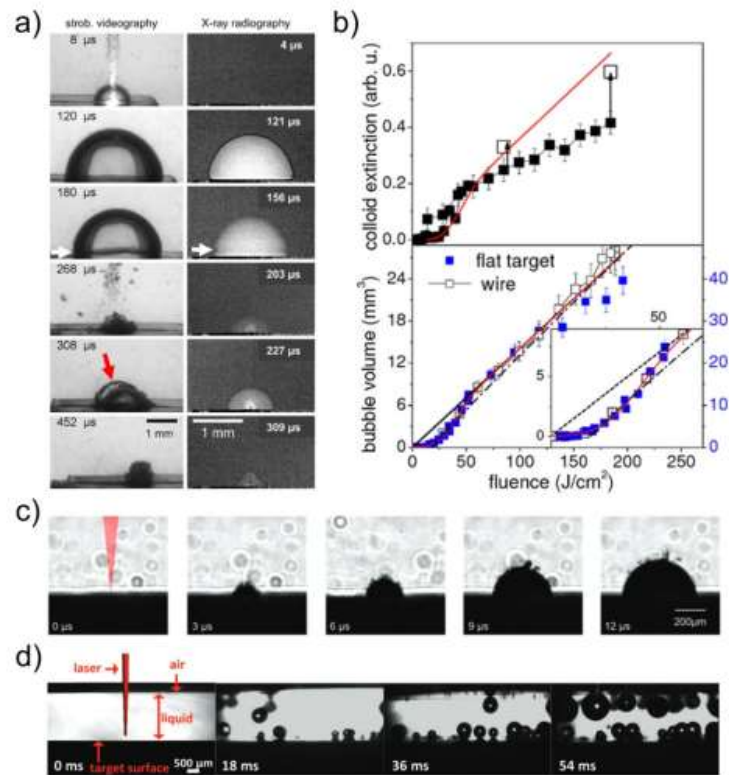 a)
strob. videography
X-ray radiography
8 µs
4 µs
120 µs
121 µs
180 µs
156 µs
268 µs
203 µs
308 µs
227 µs
452 µs
1 mm
1 mm
309 µs
b)
colloid extinction (arb. u.)
0.6
0.4
0.2
0.0
bubble volume (mm³)
24
18
12
6
0
flat target
wire
40
30
20
10
0
50
5
0
0 50 100 150 200 250
fluence (J/cm²)
c)
0 µs
3 µs
6 µs
9 µs
12 µs
200µm
d)
laser
air
liquid
target surface
500 µm
0 ms
18 ms
36 ms
54 ms